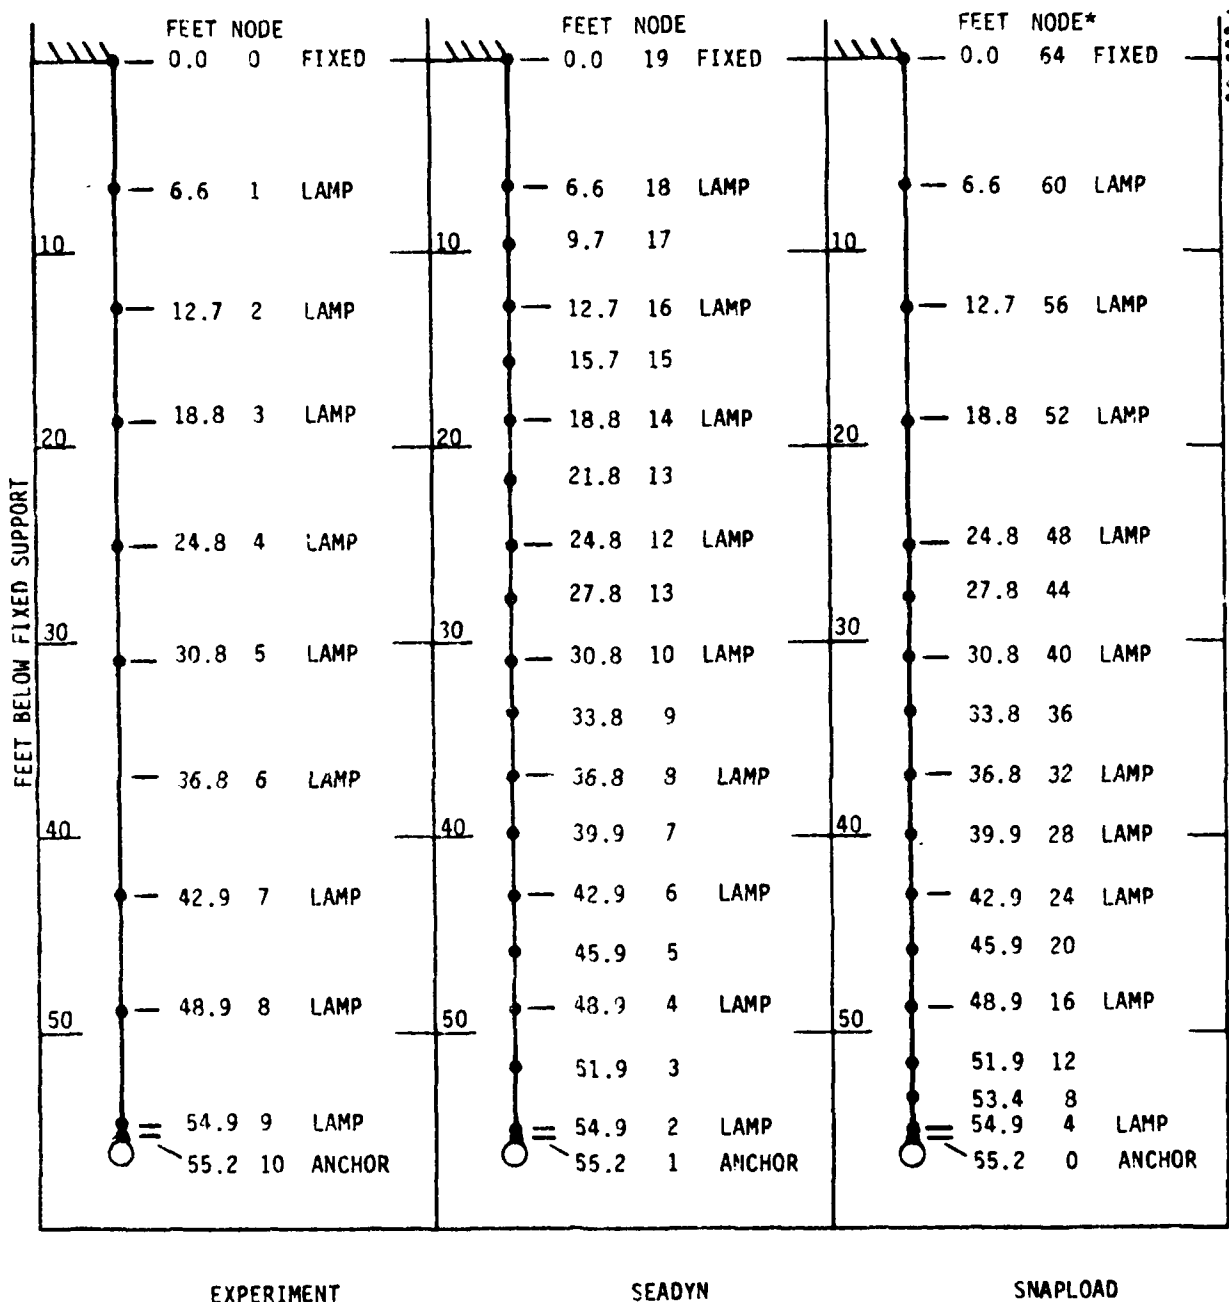 FEET BELOW FIXED SUPPORT
FEET NODE
0.0 0 FIXED
6.6 1 LAMP
10
12.7 2 LAMP
18.8 3 LAMP
20
24.8 4 LAMP
30
30.8 5 LAMP
36.8 6 LAMP
40
42.9 7 LAMP
48.9 8 LAMP
50
54.9 9 LAMP
55.2 10 ANCHOR
EXPERIMENT
FEET NODE
0.0 19 FIXED
6.6 18 LAMP
9.7 17
10
12.7 16 LAMP
15.7 15
18.8 14 LAMP
20
21.8 13
24.8 12 LAMP
27.8 13
30
30.8 10 LAMP
33.8 9
36.8 8 LAMP
39.9 7
40
42.9 6 LAMP
45.9 5
48.9 4 LAMP
50
51.9 3
54.9 2 LAMP
55.2 1 ANCHOR
SEADYN
FEET NODE*
0.0 64 FIXED
6.6 60 LAMP
10
12.7 56 LAMP
18.8 52 LAMP
20
24.8 48 LAMP
27.8 44
30
30.8 40 LAMP
33.8 36
36.8 32 LAMP
39.9 28 LAMP
40
42.9 24 LAMP
45.9 20
48.9 16 LAMP
50
51.9 12
53.4 8
54.9 4 LAMP
55.2 0 ANCHOR
SNAPLOAD